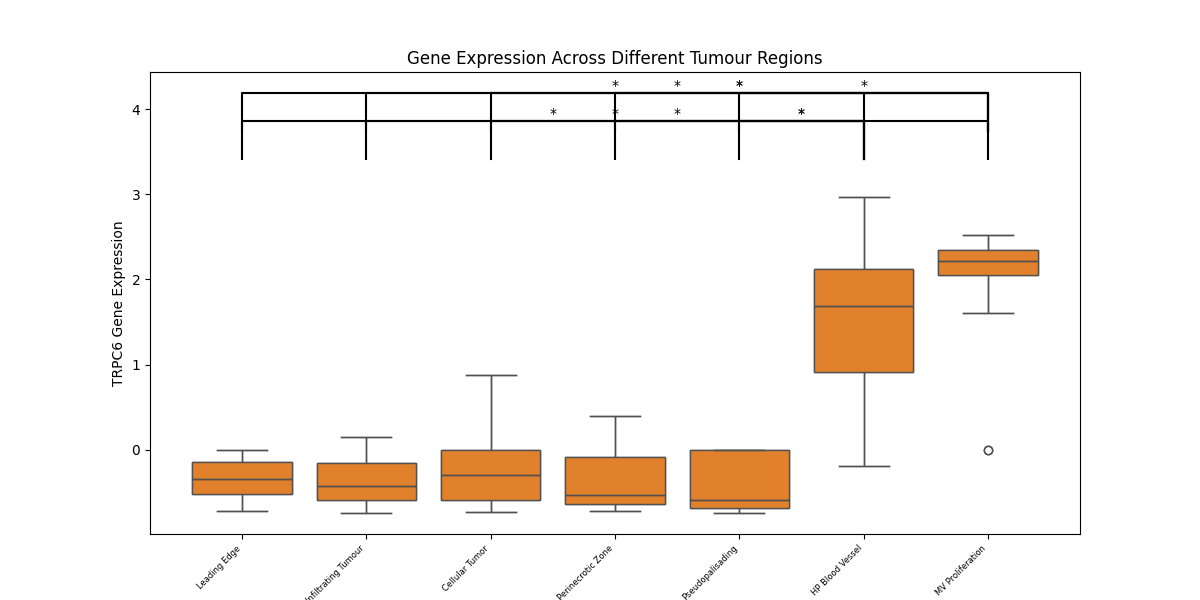 Gene Expression Across Different Tumour Regions
* * * *
* * * *
4
3
2
1
0
TRPC6 Gene Expression
Leading Edge
Infiltrating Tumour
Cellular Tumor
Perinecrotic Zone
Pseudopalisading
HP Blood Vessel
MV Proliferation